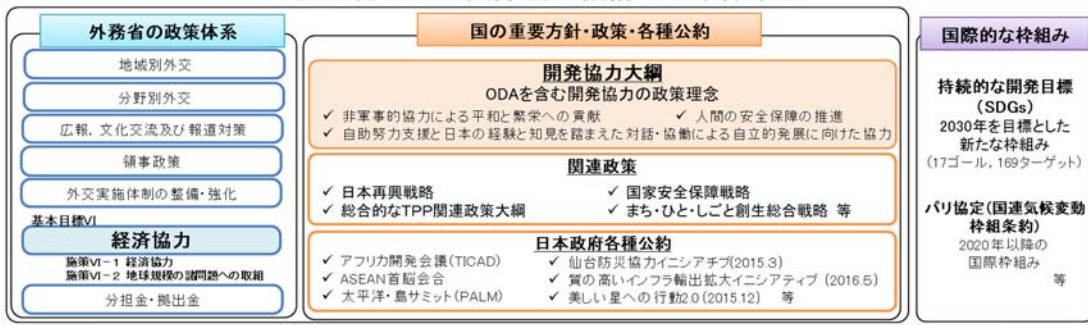 外務省の政策体系
地域別外交
分野別外交
広報，文化交流及び報道対策
領事政策
外交実施体制の整備・強化
基本目標Ⅵ
経済協力
施策Ⅵ－１ 経済協力
施策Ⅵ－２ 地球規模の諸問題への取組
分担金・拠出金
国の重要方針・政策・各種公約
開発協力大綱
ODAを含む開発協力の政策理念
✓ 非軍事的協力による平和と繁栄への貢献 ✓ 人間の安全保障の推進
✓ 自助努力支援と日本の経験と知見を踏まえた対話・協働による自立的発展に向けた協力
関連政策
✓ 日本再興戦略 ✓ 国家安全保障戦略
✓ 総合的なTPP関連政策大綱 ✓ まち・ひと・しごと創生総合戦略 等
日本政府各種公約
✓ アフリカ開発会議(TICAD) ✓ 仙台防災協力イニシアチブ(2015.3)
✓ ASEAN首脳会合 ✓ 質の高いインフラ輸出拡大イニシアティブ (2016.5)
✓ 太平洋・島サミット(PALM) ✓ 美しい星への行動2.0(2015.12) 等
国際的な枠組み
持続的な開発目標
(SDGs)
2030年を目標とした
新たな枠組み
(17ゴール，169ターゲット)
パリ協定(国連気候変動
枠組条約)
2020年以降の
国際枠組み
等